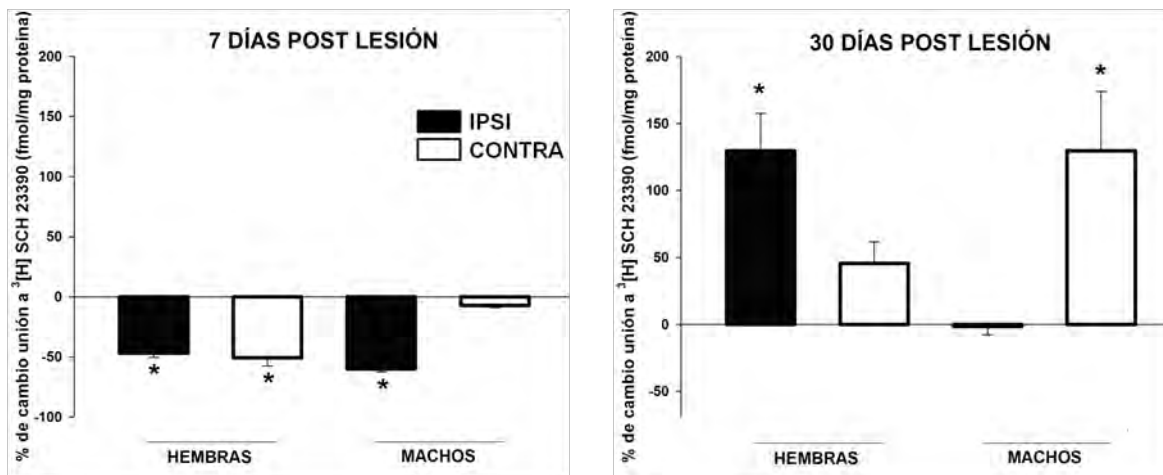 7 DÍAS POST LESIÓN
% de cambio unión a ³[H] SCH 23390 (fmol/mg proteína)
200
150
100
50
0
-50
-100
IPSI
CONTRA
*
*
*
HEMBRAS
MACHOS
30 DÍAS POST LESIÓN
% de cambio unión a ³[H] SCH 23390 (fmol/mg proteína)
200
150
100
50
0
-50
*
*
HEMBRAS
MACHOS